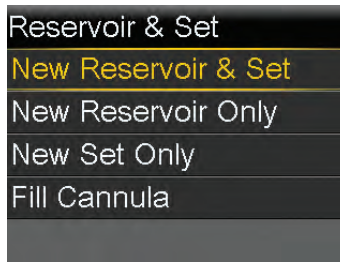 Reservoir & Set
New Reservoir & Set
New Reservoir Only
New Set Only
Fill Cannula